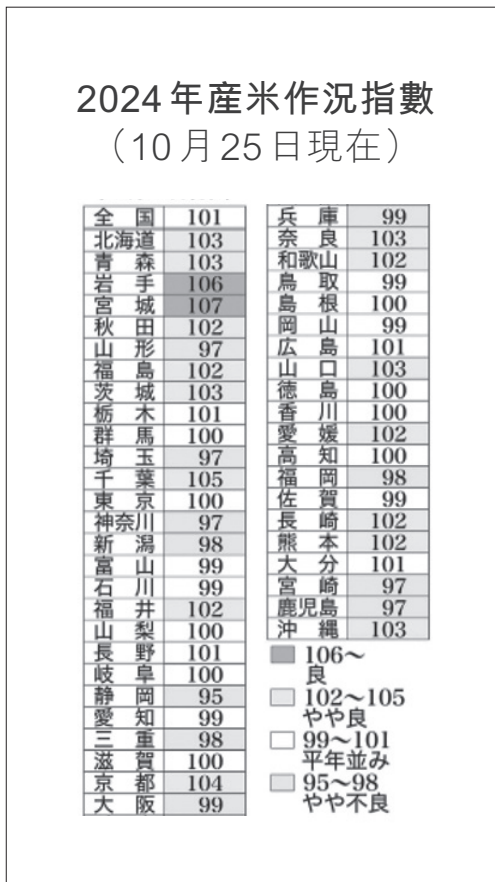 2024年産米作況指數
（10月25日現在）
全国 101
北海道 103
青森 103
岩手 106
宮城 107
秋田 102
山形 97
福島 102
茨城 103
栃木 101
群馬 100
埼玉 97
千葉 105
東京 100
神奈川 97
新潟 98
富山 99
石川 99
福井 102
山梨 100
長野 101
岐阜 100
静岡 95
愛知 99
三重 98
滋賀 100
京都 104
大阪 99
兵庫 99
奈良 103
和歌山 102
鳥取 99
島根 100
岡山 99
広島 101
山口 103
徳島 100
香川 100
愛媛 102
高知 100
福岡 98
佐賀 99
長崎 102
熊本 102
大分 101
宮崎 97
鹿児島 97
沖縄 103
106～
良
102～105
やや良
99～101
平年並み
95～98
やや不良